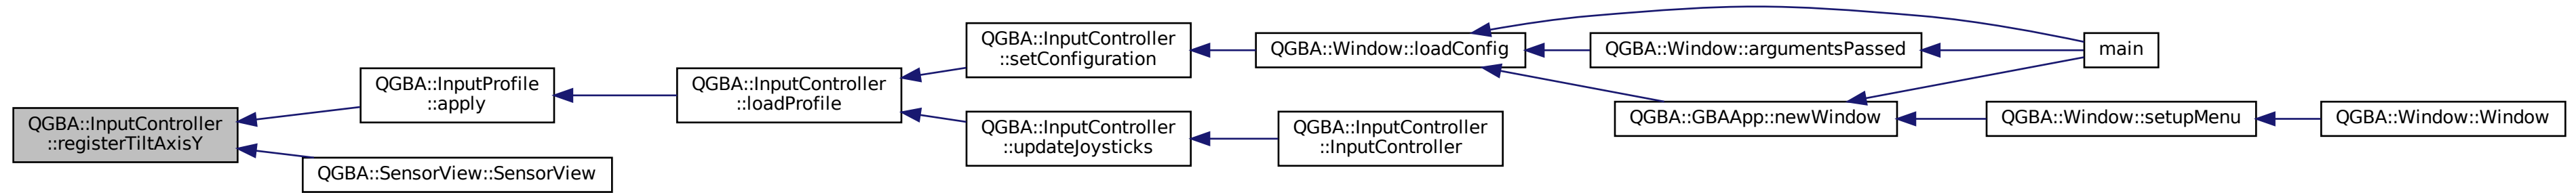 QGBA::InputController
::registerTiltAxisY
QGBA::InputProfile
::apply
QGBA::SensorView::SensorView
QGBA::InputController
::loadProfile
QGBA::InputController
::setConfiguration
QGBA::InputController
::updateJoysticks
QGBA::Window::loadConfig
QGBA::InputController
::InputController
QGBA::Window::argumentsPassed
QGBA::GBAApp::newWindow
main
QGBA::Window::setupMenu
QGBA::Window::Window